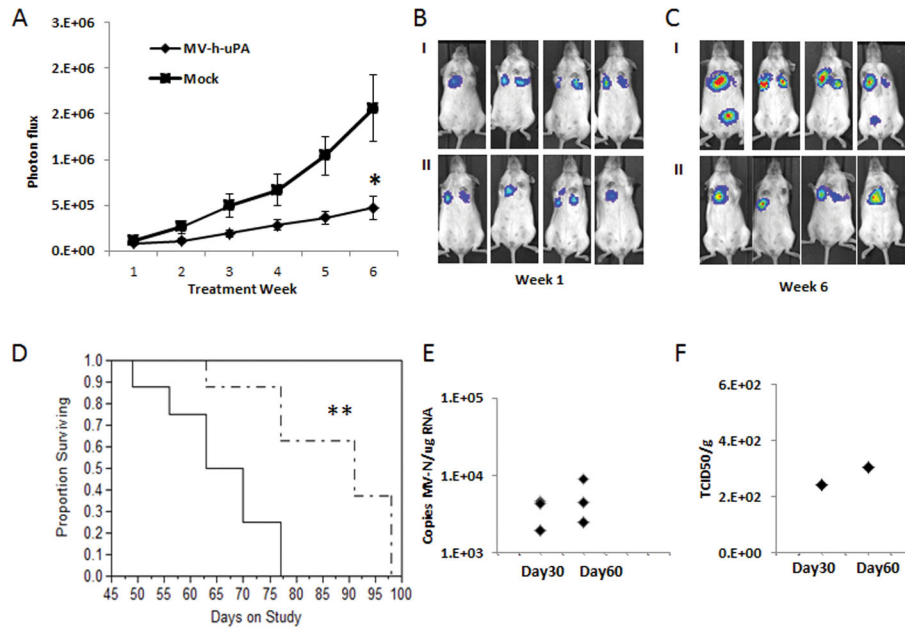 A
3.E+06
2.E+06
2.E+06
1.E+06
5.E+05
0.E+00
Photon flux
MV-h-uPA
Mock
*
1 2 3 4 5 6
Treatment Week
B
I
II
Week 1
C
I
II
Week 6
D
1.0
0.9
0.8
0.7
0.6
0.5
0.4
0.3
0.2
0.1
0.0
Proportion Surviving
**
45 50 55 60 65 70 75 80 85 90 95 100
Days on Study
E
1.E+05
1.E+04
1.E+03
Copies MV-N/ug RNA
Day30 Day60
F
6.E+02
4.E+02
2.E+02
0.E+00
TCID50/g
Day30 Day60